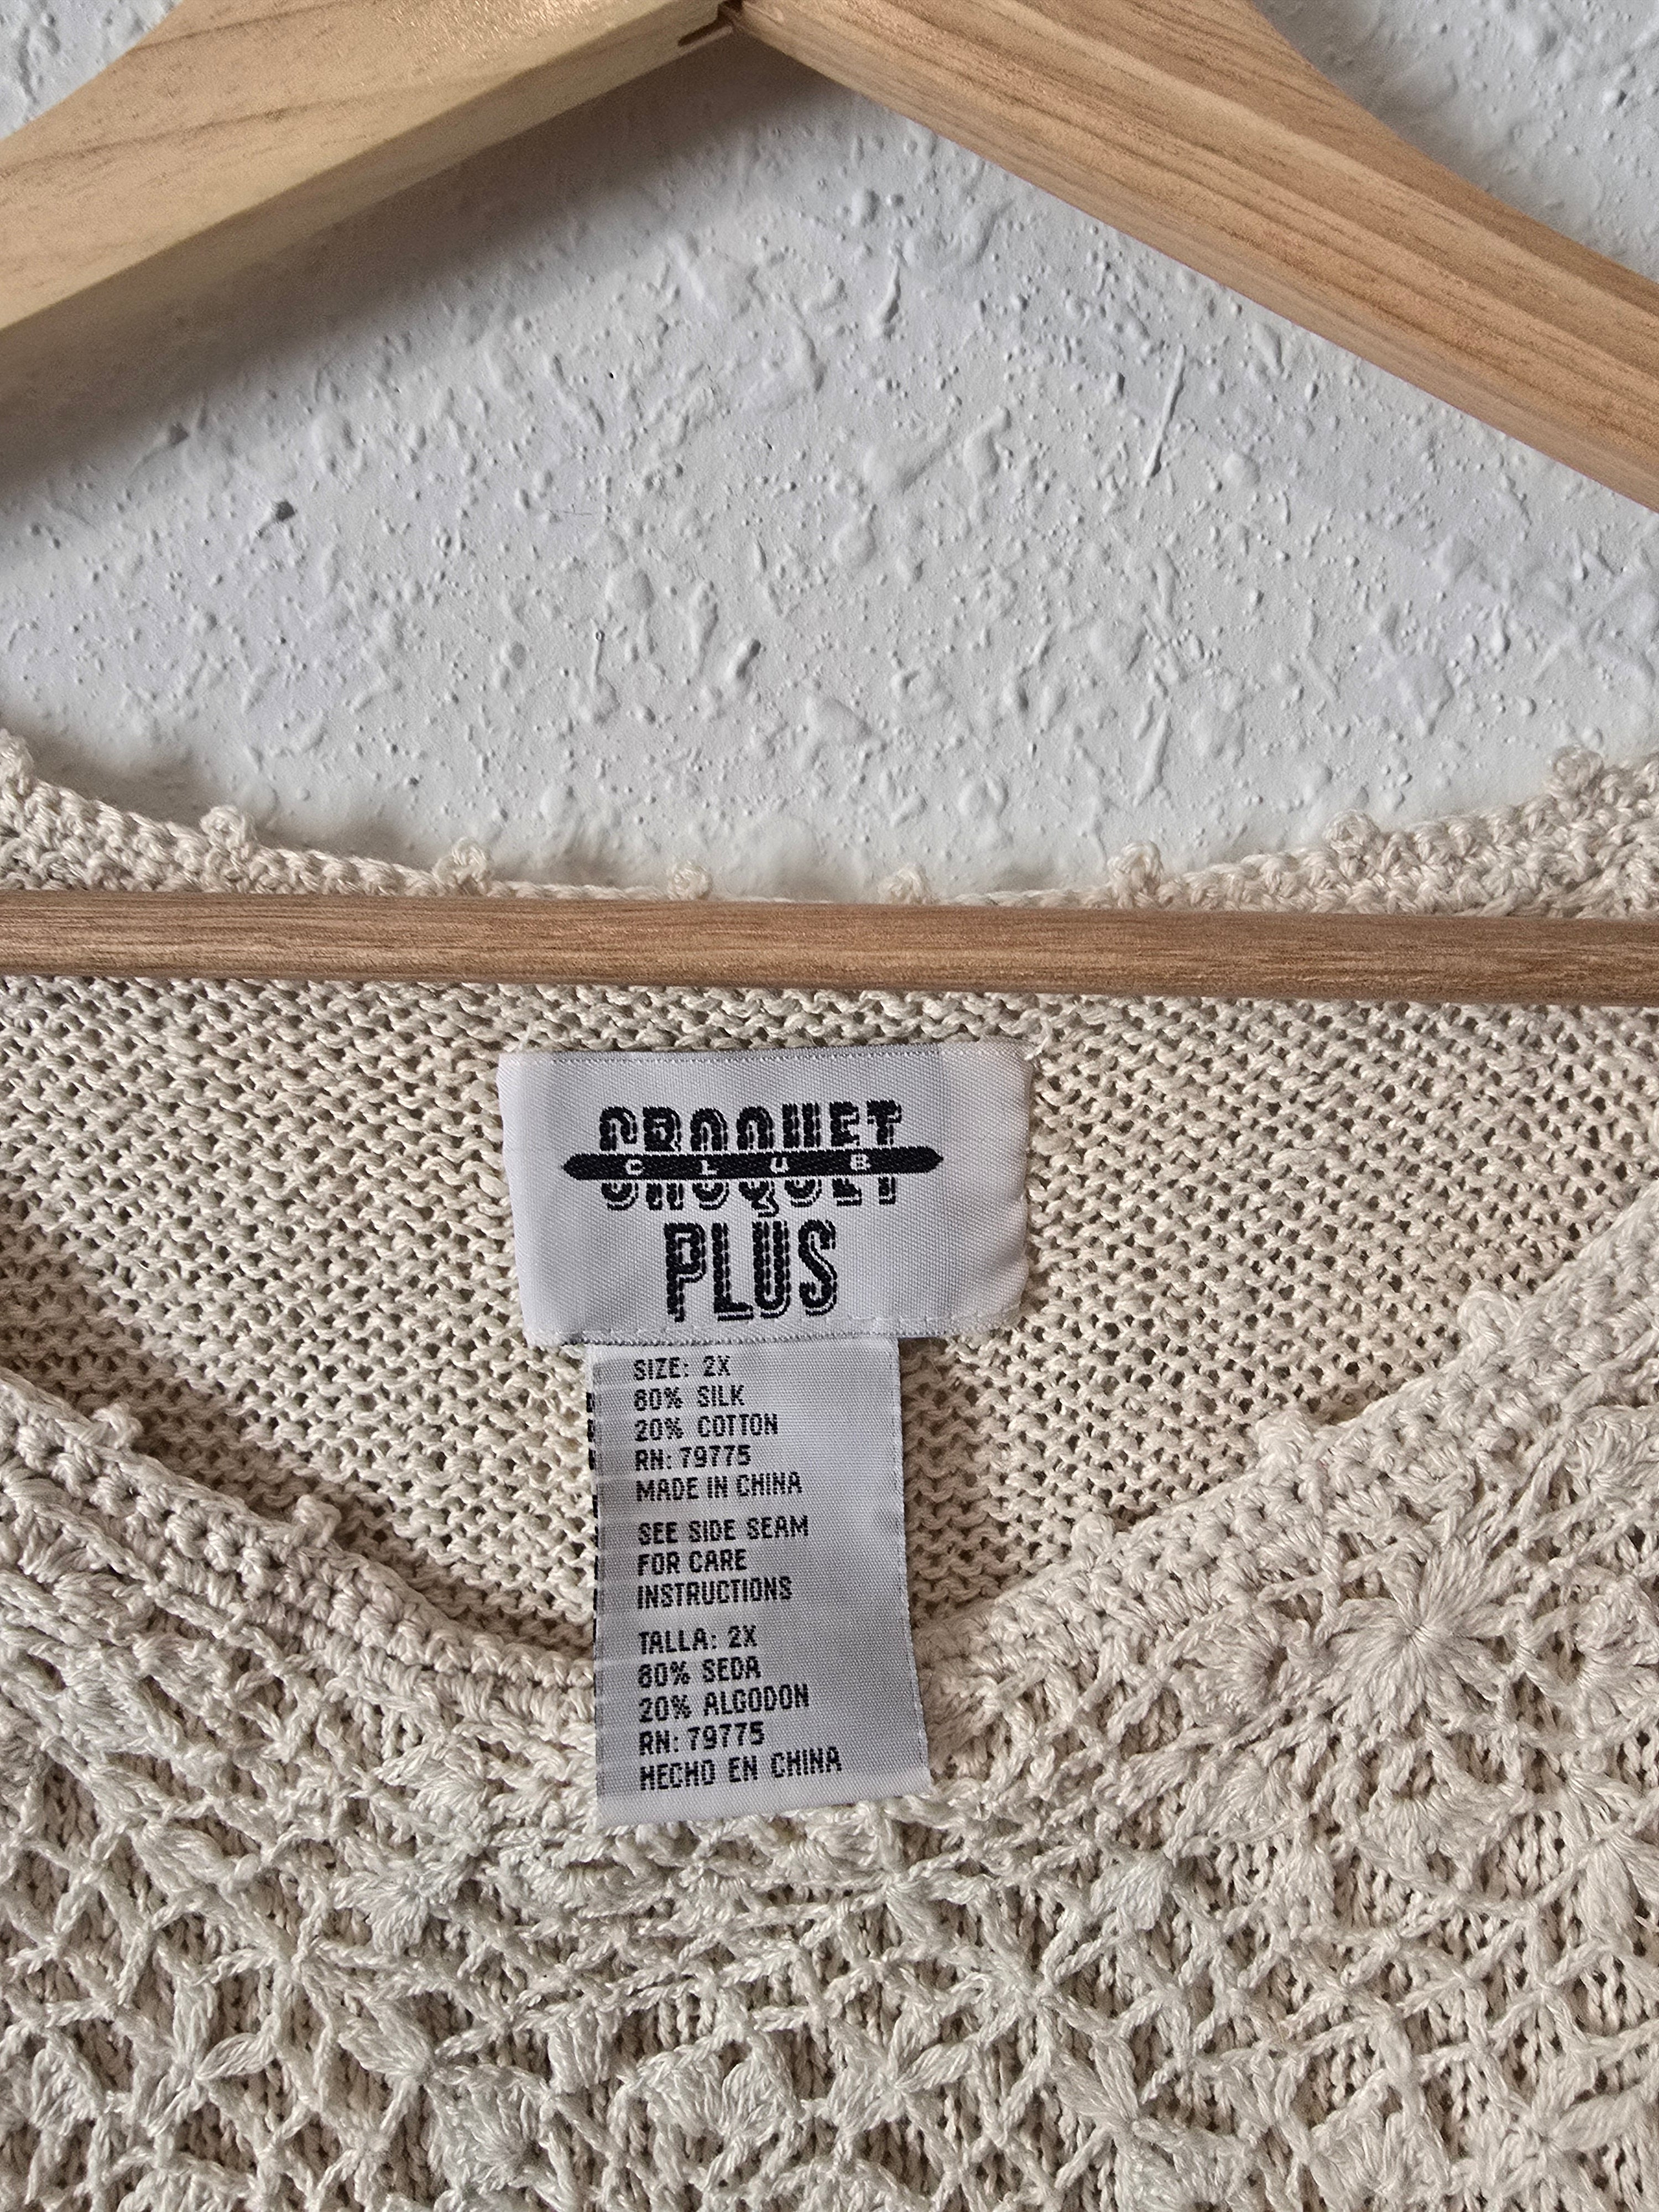 CROQUET
CLUB
PLUS
SIZE: 2X
80% SILK
20% COTTON
RN: 79775
MADE IN CHINA
SEE SIDE SEAM
FOR CARE
INSTRUCTIONS
TALLA: 2X
80% SEDA
20% ALGODON
RN: 79775
HECHO EN CHINA